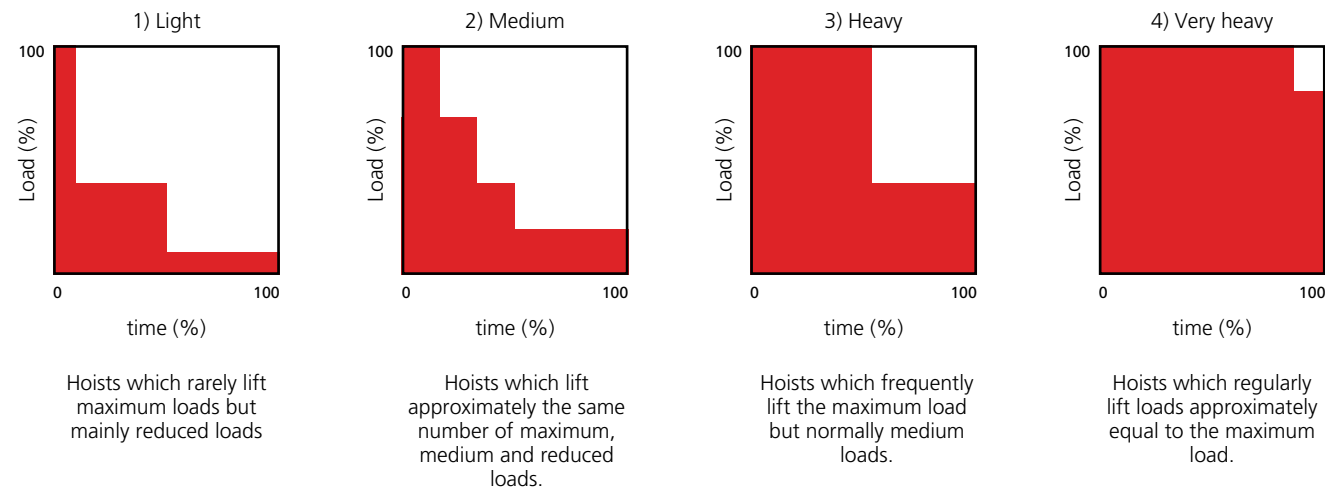 1) Light
100
Load (%)
0
100
time (%)
Hoists which rarely lift
maximum loads but
mainly reduced loads
2) Medium
100
Load (%)
0
100
time (%)
Hoists which lift
approximately the same
number of maximum,
medium and reduced
loads.
3) Heavy
100
Load (%)
0
100
time (%)
Hoists which frequently
lift the maximum load
but normally medium
loads.
4) Very heavy
100
Load (%)
0
100
time (%)
Hoists which regularly
lift loads approximately
equal to the maximum
load.